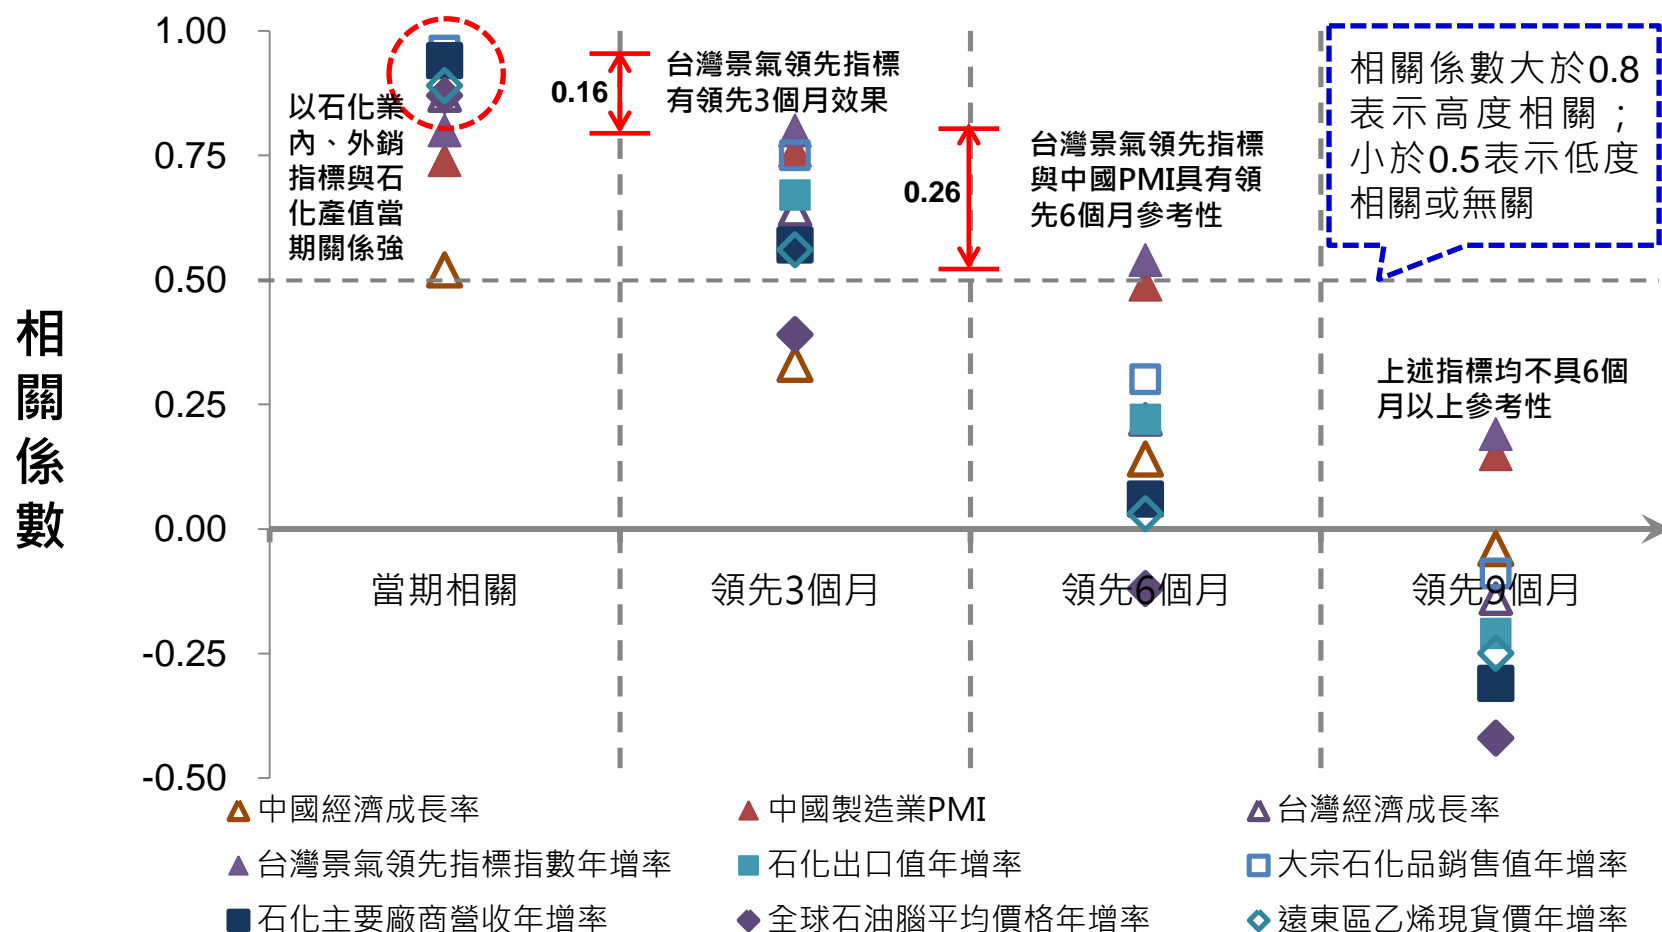 相關係數
1.00
0.75
0.50
0.25
0.00
-0.25
-0.50
以石化業
內、外銷
指標與石
化產值當
期關係強
0.16
台灣景氣領先指標
有領先3個月效果
0.26
台灣景氣領先指標
與中國PMI具有領
先6個月參考性
相關係數大於0.8
表示高度相關；
小於0.5表示低度
相關或無關
上述指標均不具6個
月以上參考性
當期相關
領先3個月
領先6個月
領先9個月
中國經濟成長率
中國製造業PMI
台灣經濟成長率
台灣景氣領先指標指數年增率
石化出口值年增率
大宗石化品銷售值年增率
石化主要廠商營收年增率
全球石油腦平均價格年增率
遠東區乙烯現貨價年增率